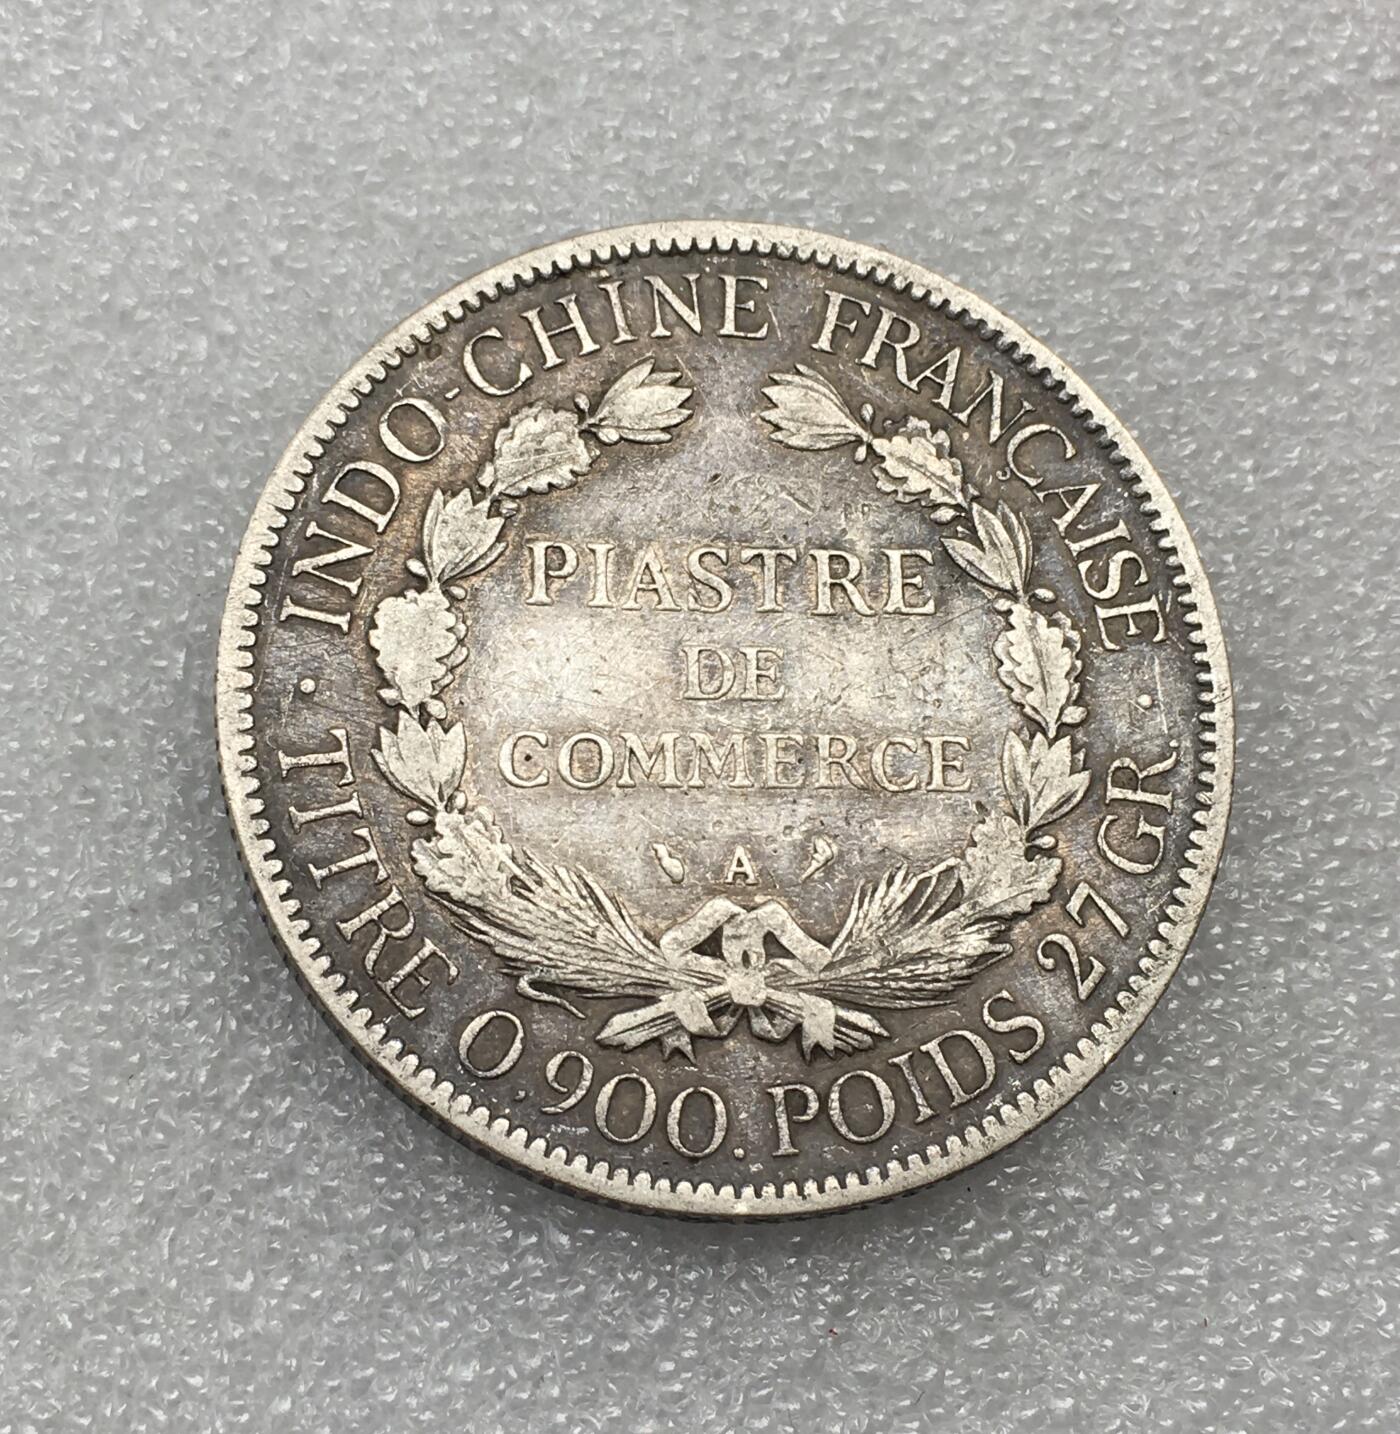 INDO-CHINE FRANÇAISE
PIASTRE
DE
COMMERCE
A
· TITRE 0.900. POIDS 27 GR. ·